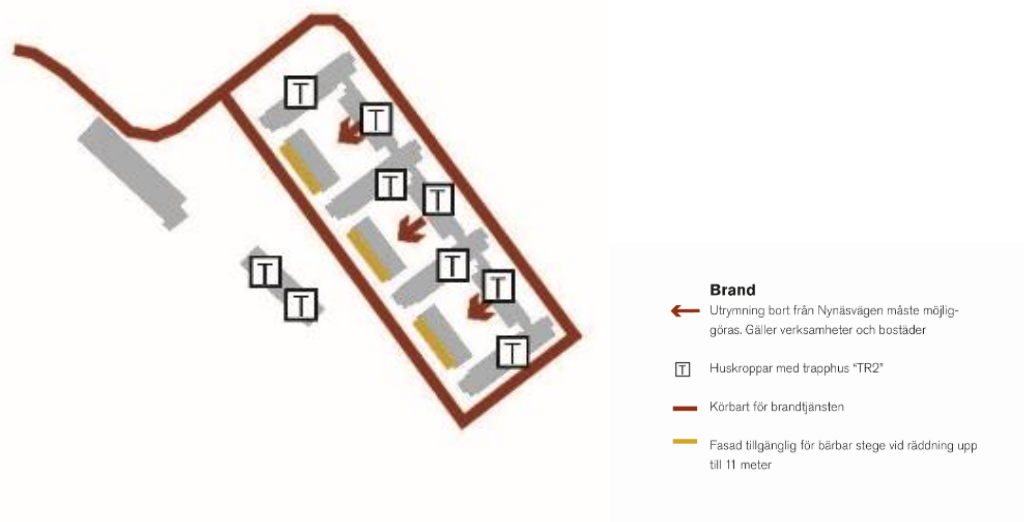 T
T
T
T
T
T
T
T
T
Brand
Utrymning bort från Nynäsvägen måste möjlig-
göras. Gäller verksamheter och bostäder
T
Huskroppar med trapphus "TR2"
Körbart för brandtjänsten
Fasad tillgänglig för bärbar stege vid räddning upp
till 11 meter